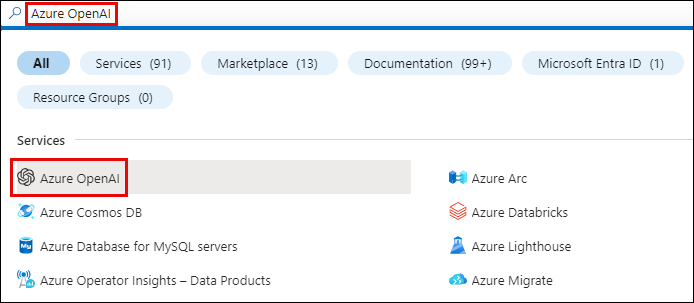 Azure OpenAI
All Services (91) Marketplace (13) Documentation (99+) Microsoft Entra ID (1)
Resource Groups (0)
Services
Azure OpenAI Azure Arc
Azure Cosmos DB Azure Databricks
Azure Database for MySQL servers Azure Lighthouse
Azure Operator Insights – Data Products Azure Migrate